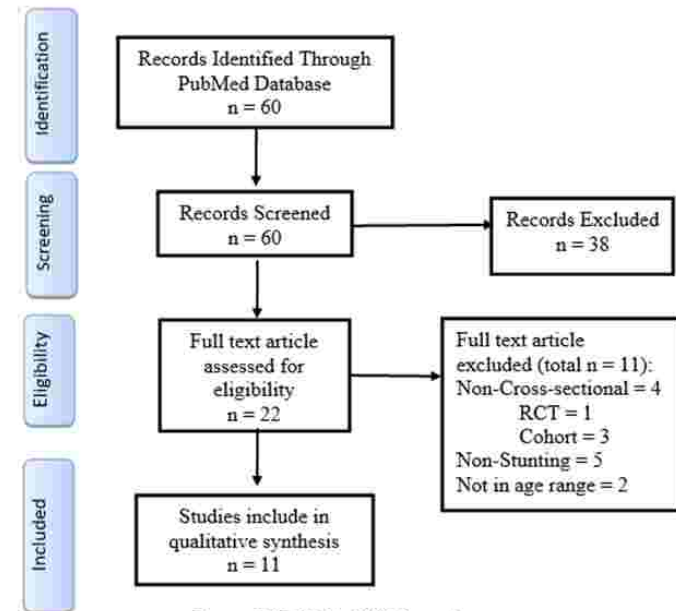 Identification
Records Identified Through
PubMed Database
n = 60
Screening
Records Screened
n = 60
Records Excluded
n = 38
Eligibility
Full text article
assessed for
eligibility
n = 22
Full text article
excluded (total n = 11):
Non-Cross-sectional = 4
RCT = 1
Cohort = 3
Non-Stunting = 5
Not in age range = 2
Included
Studies include in
qualitative synthesis
n = 11